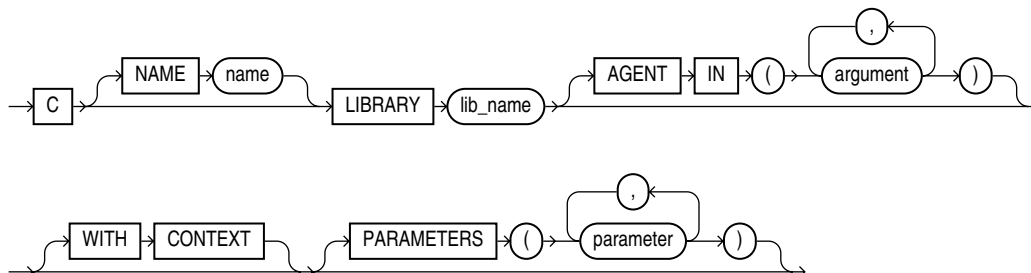 ,
NAME name AGENT IN ( argument )
C LIBRARY lib_name
,
WITH CONTEXT PARAMETERS ( parameter )